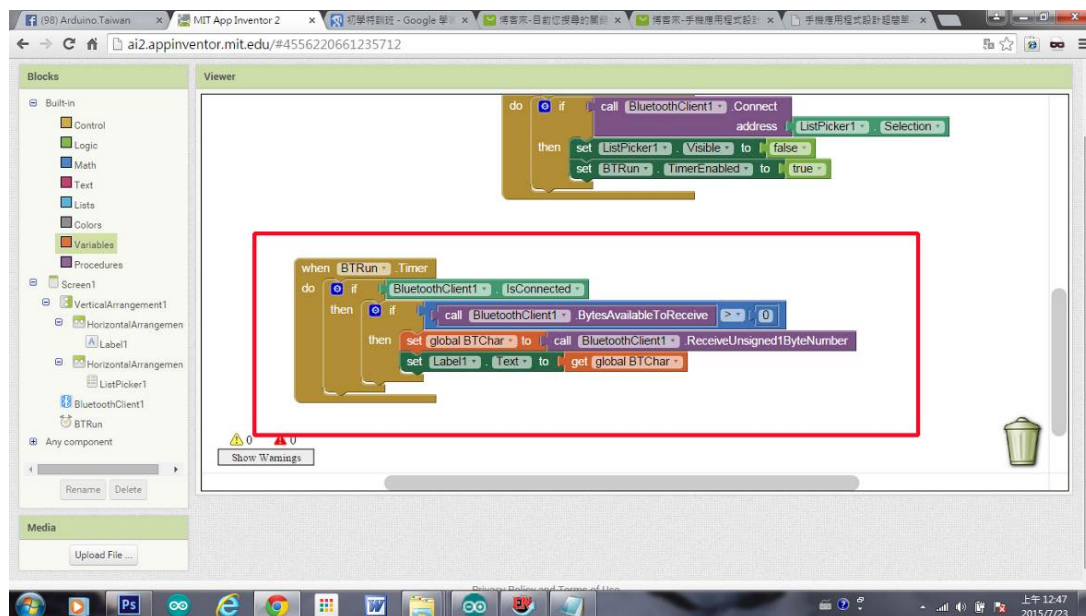 (98) Arduino.Taiwan
MIT App Inventor 2
初學特訓班 - Google 學
博客來-目前您搜尋的關鍵
博客來-手機應用程式設計
手機應用程式設計超簡單-
ai2.appinventor.mit.edu/#4556220661235712
Blocks
Viewer
Built-in
Control
Logic
Math
Text
Lists
Colors
Variables
Procedures
Screen1
VerticalArrangement1
HorizontalArrangemen
Label1
HorizontalArrangemen
ListPicker1
BluetoothClient1
BTRun
Any component
Rename Delete
Media
Upload File ...
do if call BluetoothClient1 .Connect
address ListPicker1 . Selection
then set ListPicker1 . Visible to false
set BTRun . TimerEnabled to true
when BTRun .Timer
do if BluetoothClient1 . IsConnected
then if call BluetoothClient1 .BytesAvailableToReceive > 0
then set global BTChar to call BluetoothClient1 .ReceiveUnsigned1ByteNumber
set Label1 . Text to get global BTChar
0 0
Show Warnings
Privacy Policy and Terms of Use
Ps
上午 12:47
2015/7/23